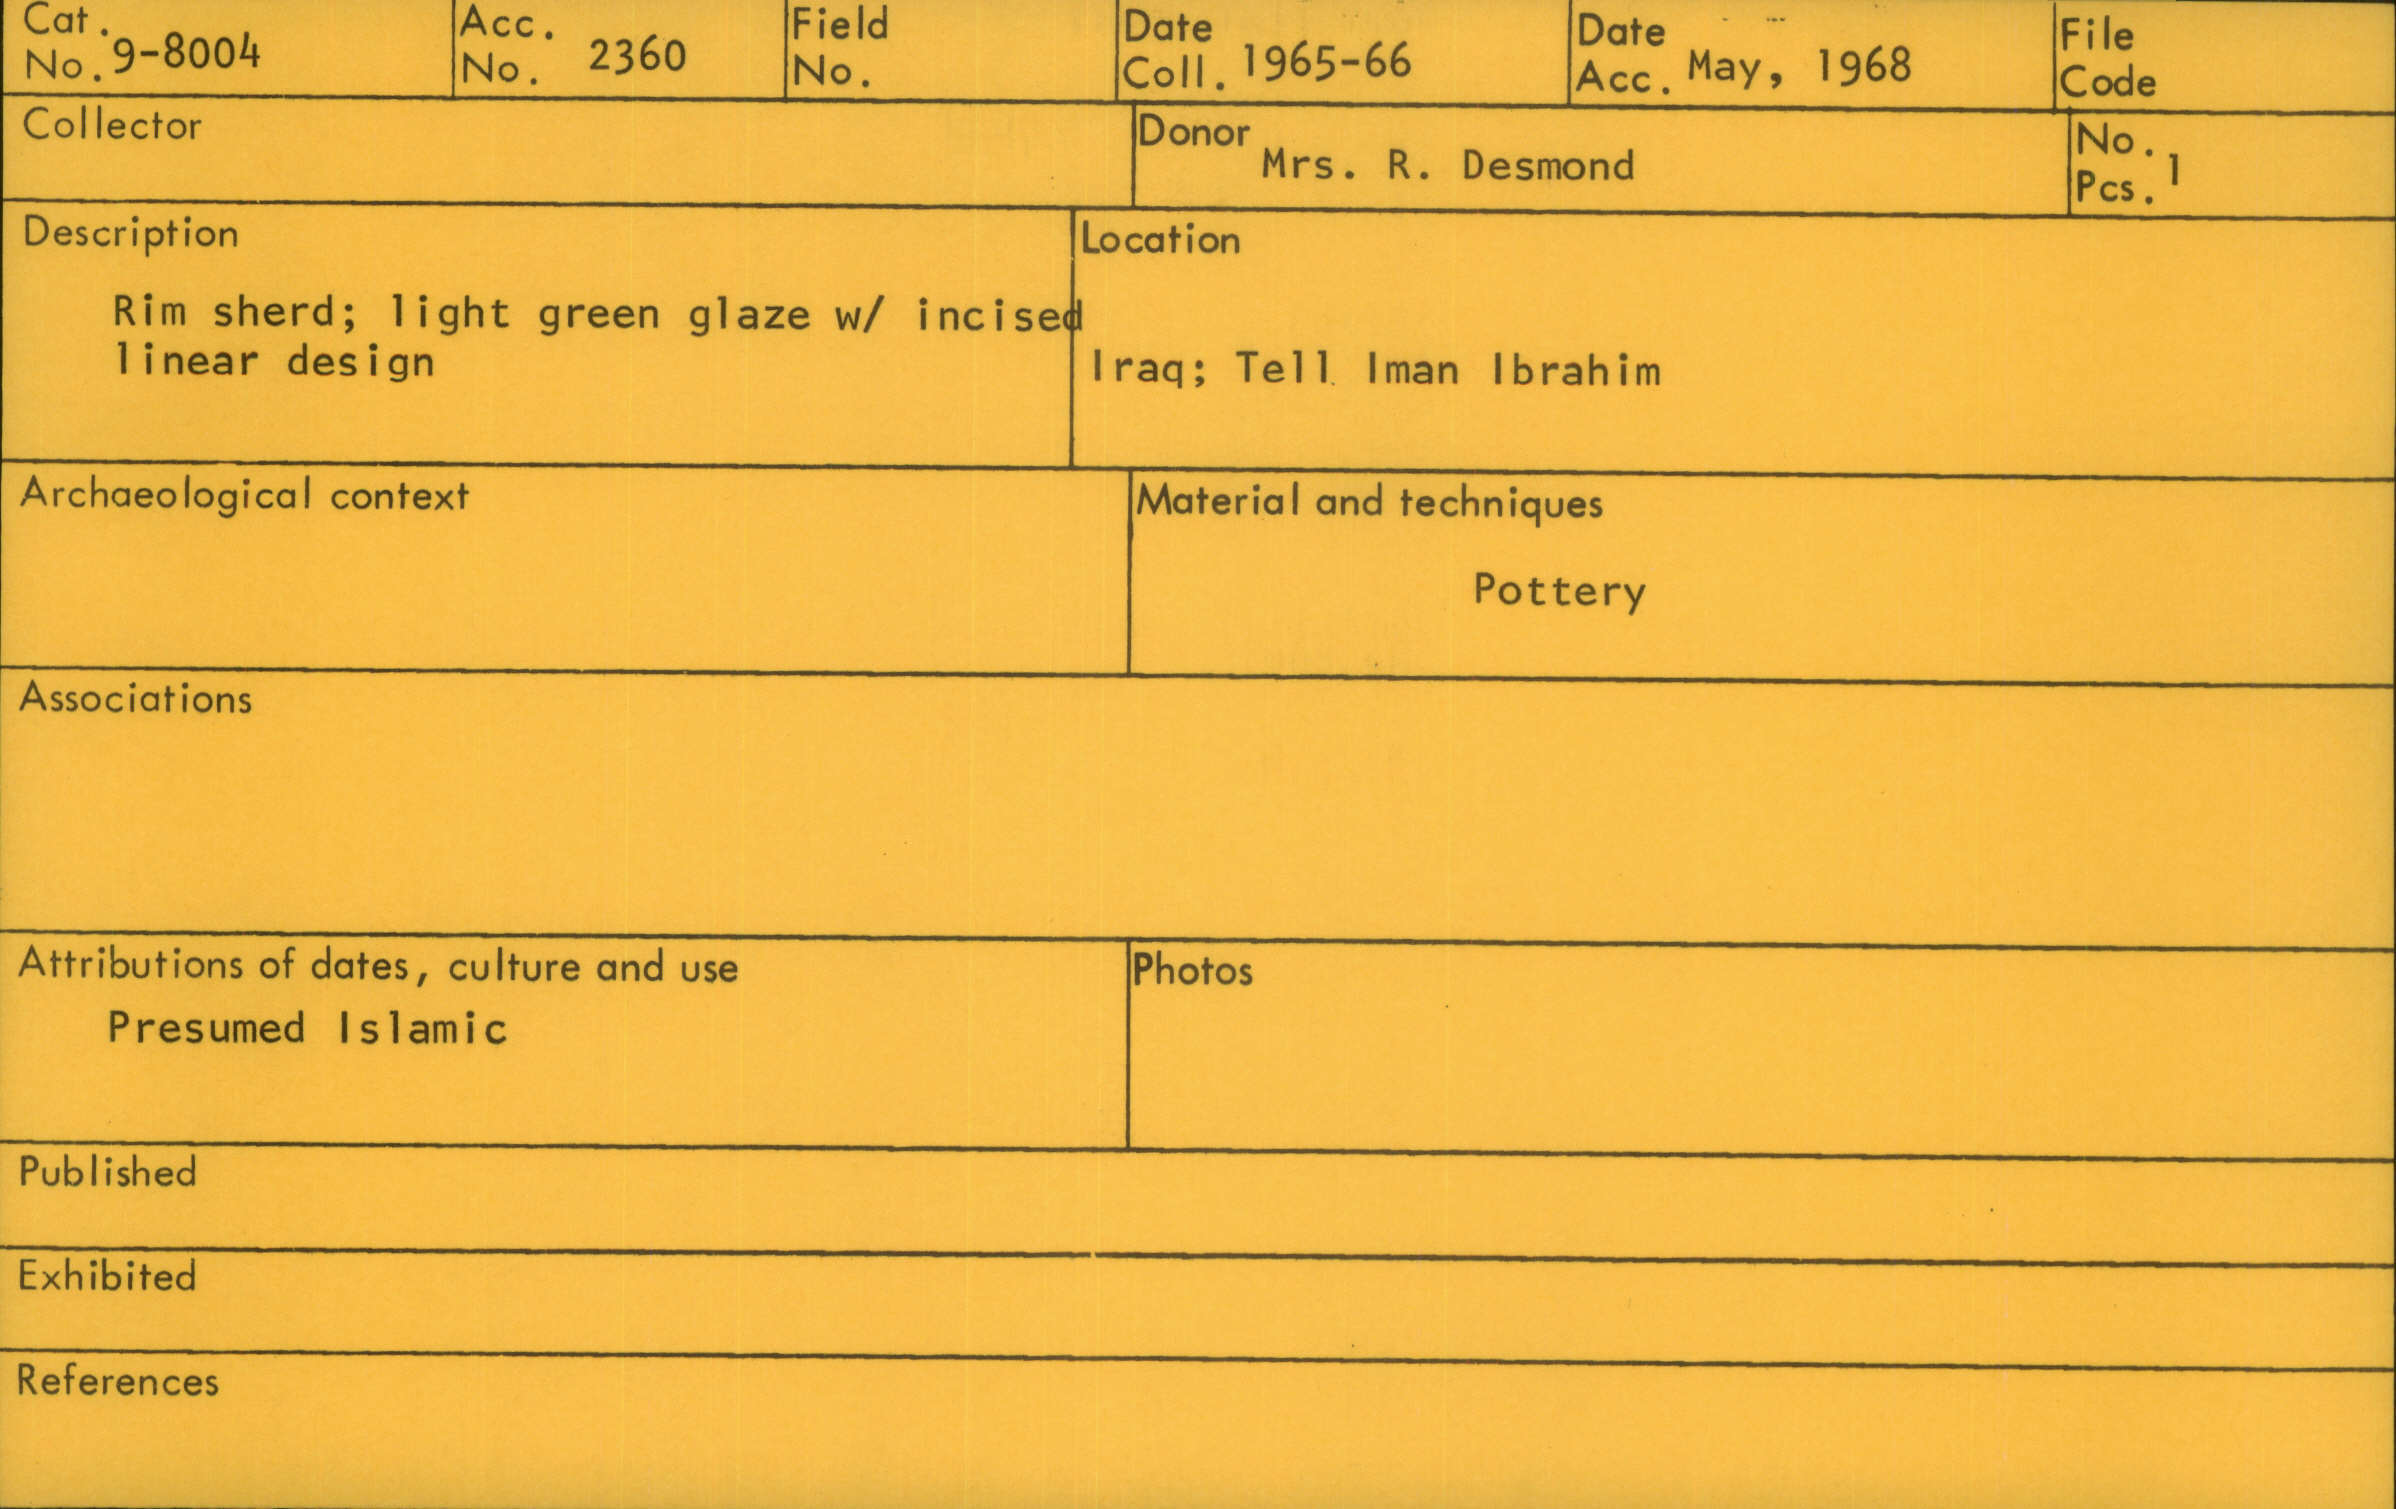 Cat. No. 9-8004
Acc. No. 2360
Field No.
Date Coll. 1965-66
Date Acc. May, 1968
File Code
Collector
Donor Mrs. R. Desmond
No. Pcs. 1
Description
Rim sherd; light green glaze w/ incised
linear design
Location
Iraq; Tell Iman Ibrahim
Archaeological context
Material and techniques
Pottery
Associations
Attributions of dates, culture and use
Presumed Islamic
Photos
Published
Exhibited
References